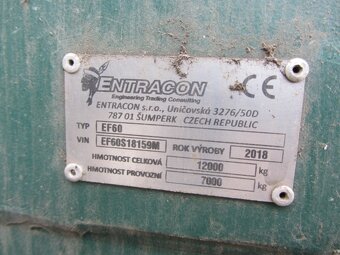 ENTRACON CE
Engineering Trading Consulting
ENTRACON s.r.o., Uničovská 3276/50D
787 01 ŠUMPERK CZECH REPUBLIC
TYP EF60
VIN EF60S18159M ROK VÝROBY 2018
HMOTNOST CELKOVÁ 12000 kg
HMOTNOST PROVOZNÍ 7000 kg